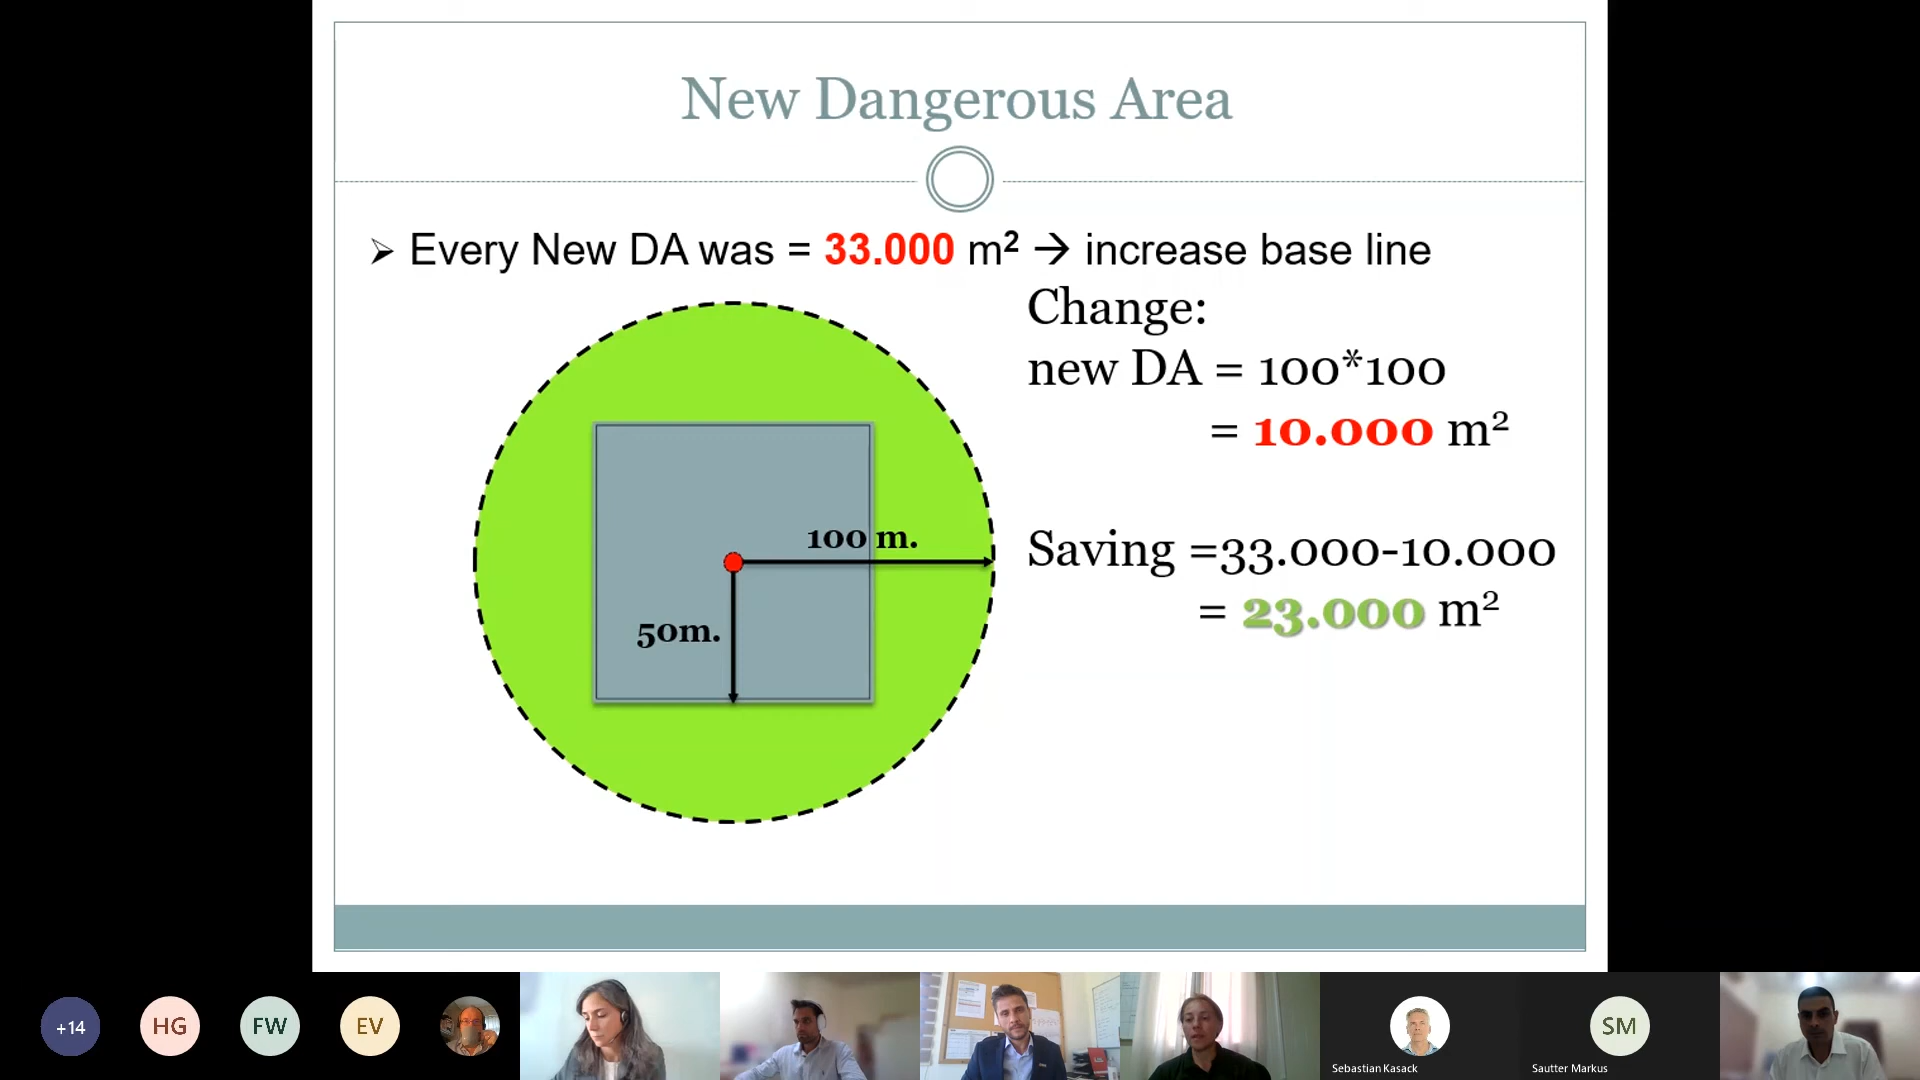 New Dangerous Area
➢ Every New DA was = 33.000 m² → increase base line
Change:
new DA = 100*100
= 10.000 m²
100 m.
50m.
Saving =33.000-10.000
= 23.000 m²
+14
HG
FW
EV
SM
Sebastian Kasack
Sautter Markus